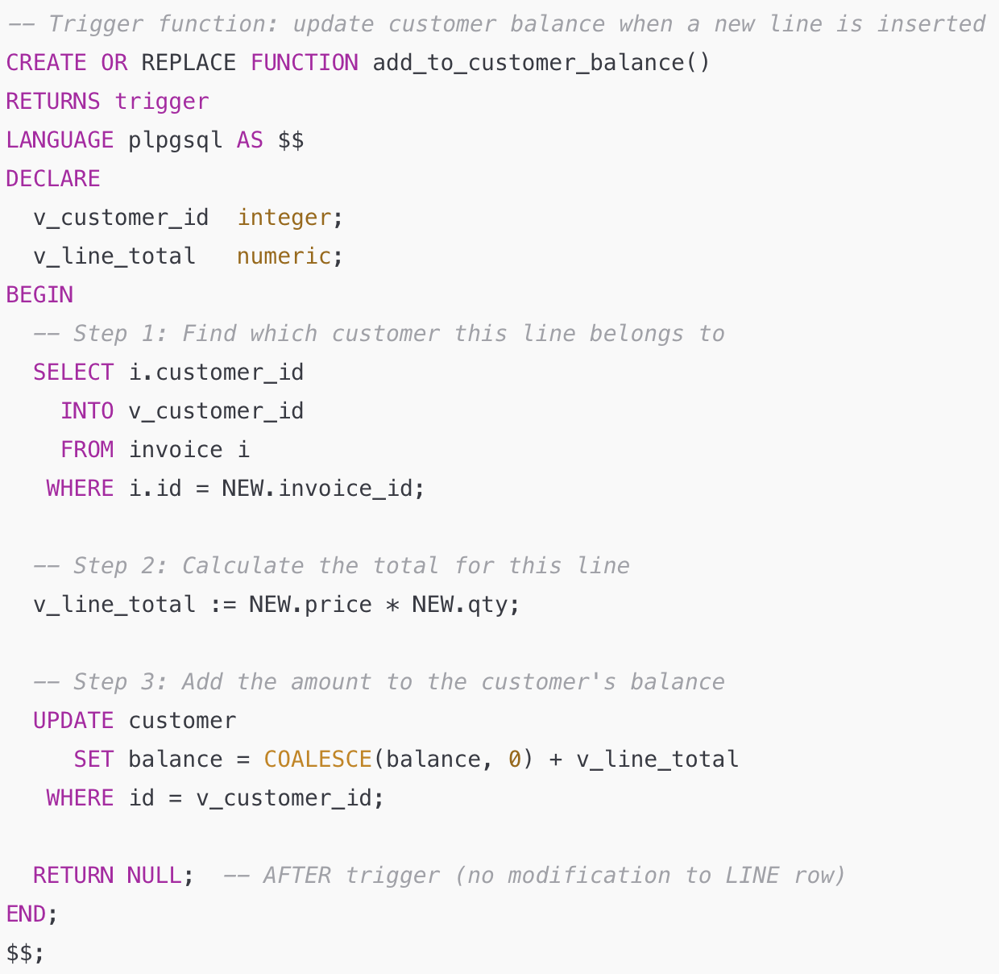 -- Trigger function: update customer balance when a new line is inserted
CREATE OR REPLACE FUNCTION add_to_customer_balance()
RETURNS trigger
LANGUAGE plpgsql AS $$
DECLARE
  v_customer_id  integer;
  v_line_total   numeric;
BEGIN
  -- Step 1: Find which customer this line belongs to
  SELECT i.customer_id
    INTO v_customer_id
    FROM invoice i
   WHERE i.id = NEW.invoice_id;

  -- Step 2: Calculate the total for this line
  v_line_total := NEW.price * NEW.qty;

  -- Step 3: Add the amount to the customer's balance
  UPDATE customer
     SET balance = COALESCE(balance, 0) + v_line_total
   WHERE id = v_customer_id;

  RETURN NULL;  -- AFTER trigger (no modification to LINE row)
END;
$$;